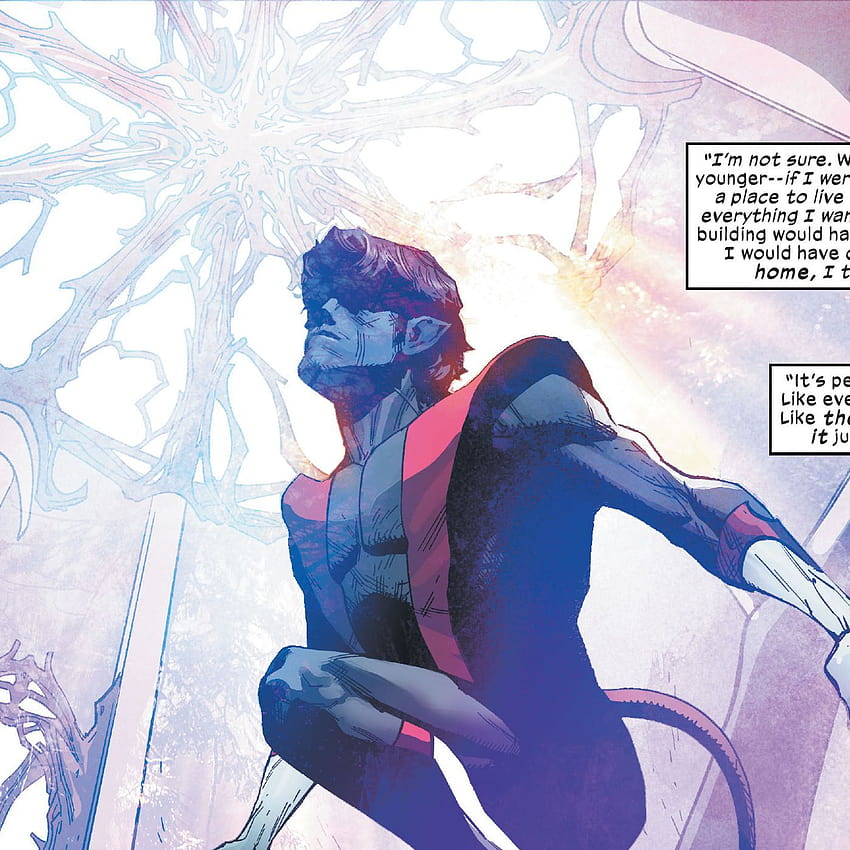 "I'm not sure. W
younger--if I wer
a place to live
everything I wan
building would ha
I would have
home, I t
"It's pe
Like eve
Like the
it ju